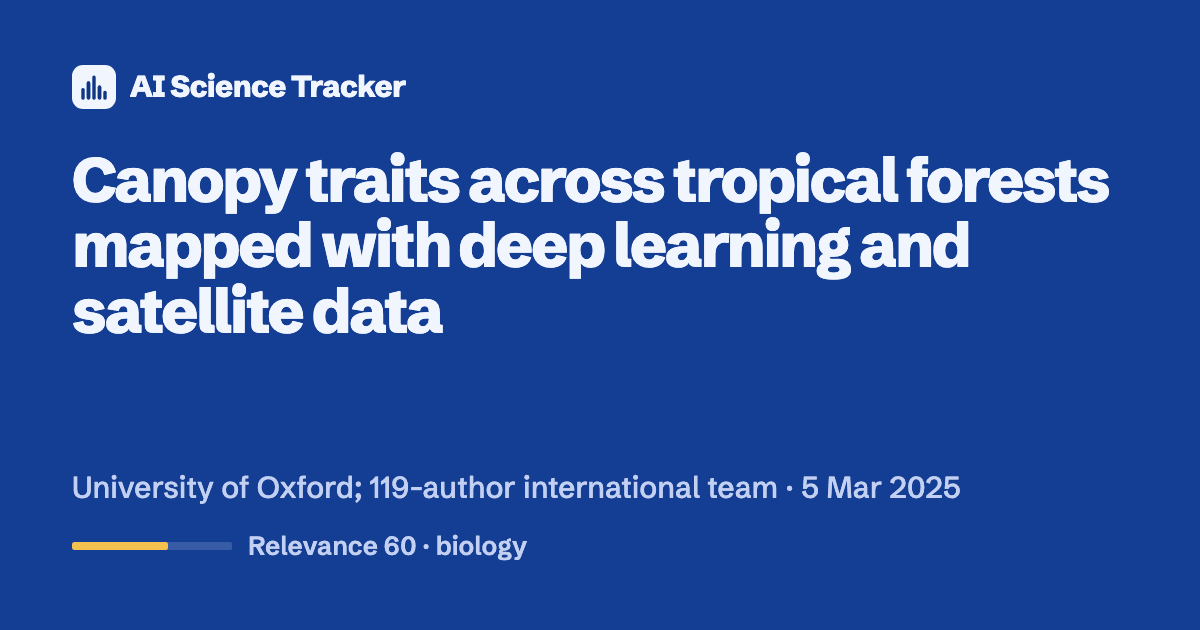 AI Science Tracker
Canopy traits across tropical forests
mapped with deep learning and
satellite data
University of Oxford; 119-author international team · 5 Mar 2025
Relevance 60 · biology